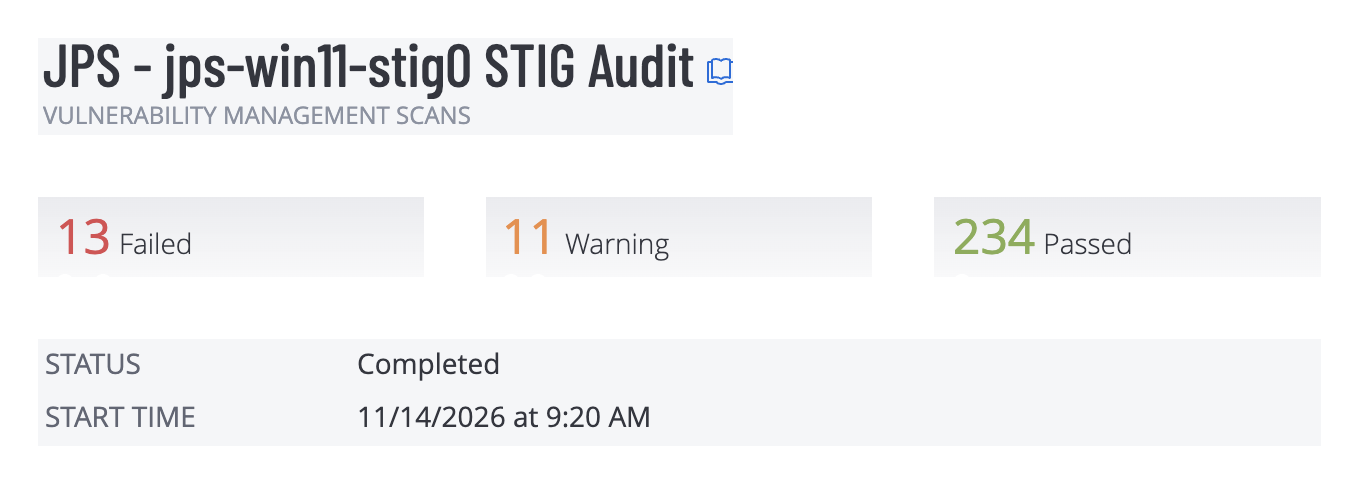 JPS - jps-win11-stig0 STIG Audit
VULNERABILITY MANAGEMENT SCANS
13 Failed
11 Warning
234 Passed
STATUS Completed
START TIME 11/14/2026 at 9:20 AM